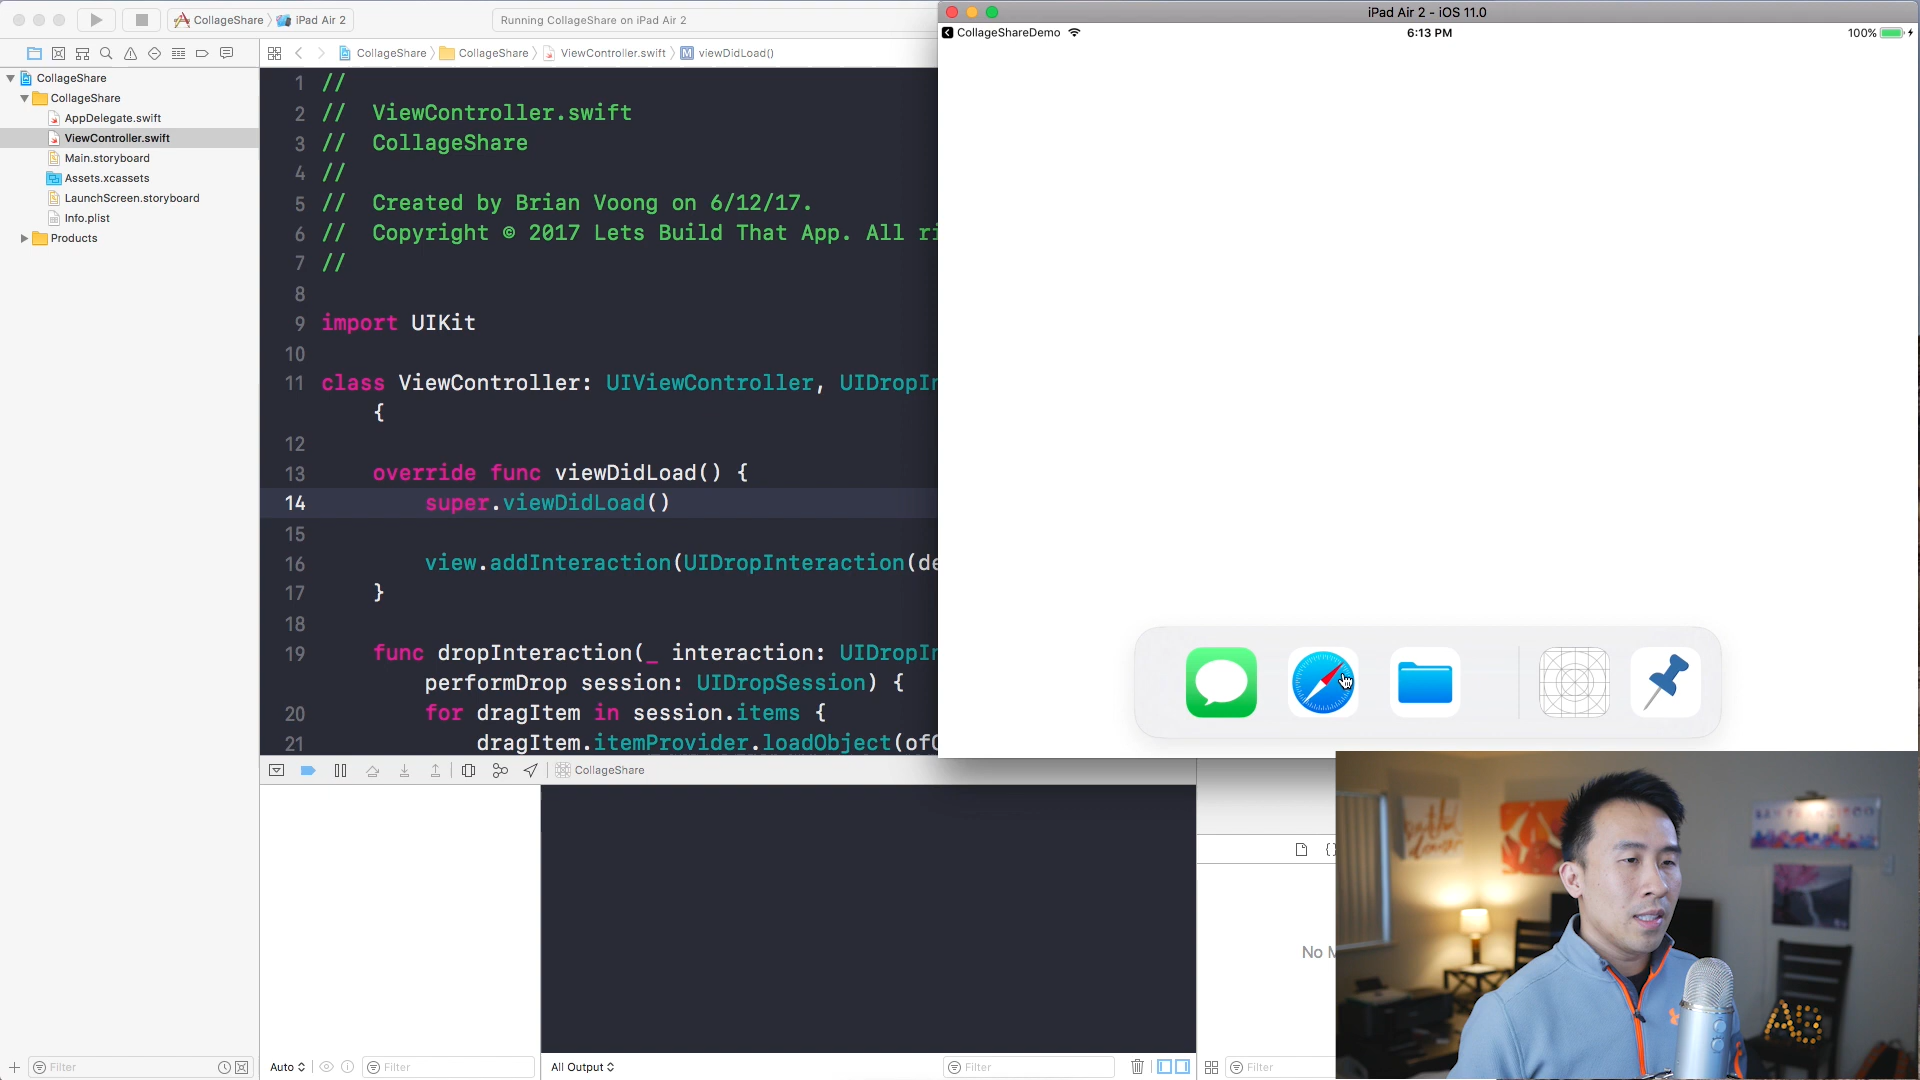 CollageShare
iPad Air 2
Running CollageShare on iPad Air 2
iPad Air 2 - iOS 11.0
CollageShareDemo
6:13 PM
100%
CollageShare
CollageShare
ViewController.swift
viewDidLoad()
CollageShare
CollageShare
AppDelegate.swift
ViewController.swift
Main.storyboard
Assets.xcassets
LaunchScreen.storyboard
Info.plist
Products
1 //
2 // ViewController.swift
3 // CollageShare
4 //
5 // Created by Brian Voong on 6/12/17.
6 // Copyright © 2017 Lets Build That App. All ri
7 //
8
9 import UIKit
10
11 class ViewController: UIViewController, UIDropIn
{
12
13 override func viewDidLoad() {
14 super.viewDidLoad()
15
16 view.addInteraction(UIDropInteraction(de
17 }
18
19 func dropInteraction(_ interaction: UIDropIn
performDrop session: UIDropSession) {
20 for dragItem in session.items {
21 dragItem.itemProvider.loadObject(of
CollageShare
{}
No M
SAN FRANCISCO
Filter
Auto
Filter
All Output
Filter
Filter